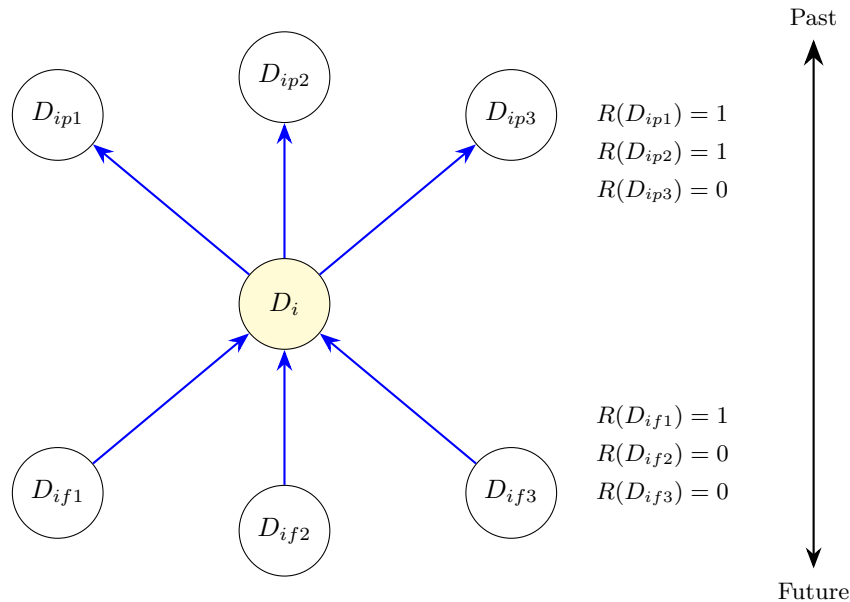 Past
D_{ip2}
D_{ip1}
D_{ip3}
R(D_{ip1}) = 1
R(D_{ip2}) = 1
R(D_{ip3}) = 0
D_i
R(D_{if1}) = 1
R(D_{if2}) = 0
R(D_{if3}) = 0
D_{if1}
D_{if3}
D_{if2}
Future